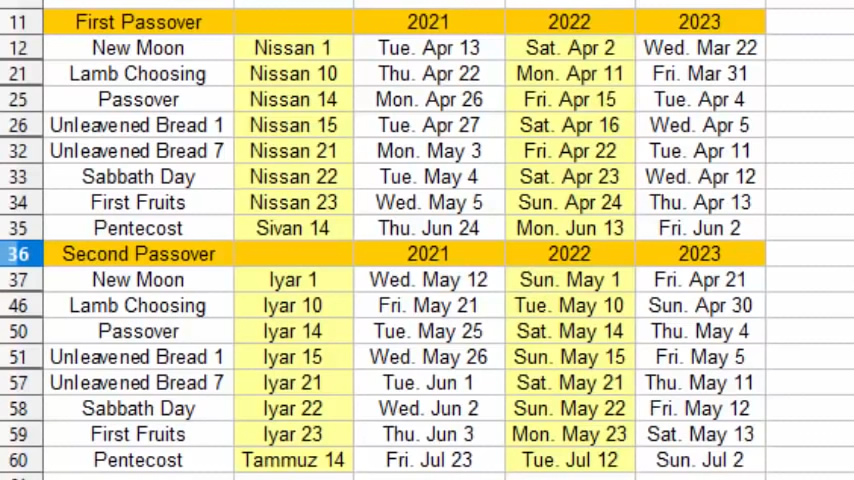 11 First Passover 2021 2022 2023
12 New Moon Nissan 1 Tue. Apr 13 Sat. Apr 2 Wed. Mar 22
21 Lamb Choosing Nissan 10 Thu. Apr 22 Mon. Apr 11 Fri. Mar 31
25 Passover Nissan 14 Mon. Apr 26 Fri. Apr 15 Tue. Apr 4
26 Unleavened Bread 1 Nissan 15 Tue. Apr 27 Sat. Apr 16 Wed. Apr 5
32 Unleavened Bread 7 Nissan 21 Mon. May 3 Fri. Apr 22 Tue. Apr 11
33 Sabbath Day Nissan 22 Tue. May 4 Sat. Apr 23 Wed. Apr 12
34 First Fruits Nissan 23 Wed. May 5 Sun. Apr 24 Thu. Apr 13
35 Pentecost Sivan 14 Thu. Jun 24 Mon. Jun 13 Fri. Jun 2
36 Second Passover 2021 2022 2023
37 New Moon Iyar 1 Wed. May 12 Sun. May 1 Fri. Apr 21
46 Lamb Choosing Iyar 10 Fri. May 21 Tue. May 10 Sun. Apr 30
50 Passover Iyar 14 Tue. May 25 Sat. May 14 Thu. May 4
51 Unleavened Bread 1 Iyar 15 Wed. May 26 Sun. May 15 Fri. May 5
57 Unleavened Bread 7 Iyar 21 Tue. Jun 1 Sat. May 21 Thu. May 11
58 Sabbath Day Iyar 22 Wed. Jun 2 Sun. May 22 Fri. May 12
59 First Fruits Iyar 23 Thu. Jun 3 Mon. May 23 Sat. May 13
60 Pentecost Tammuz 14 Fri. Jul 23 Tue. Jul 12 Sun. Jul 2